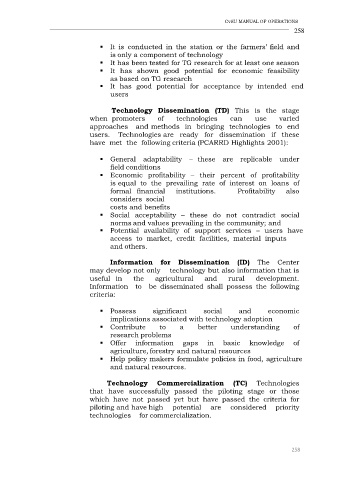 CvSU MANUAL OF OPERATIONS
258
▪ It is conducted in the station or the farmers' field and
is only a component of technology
▪ It has been tested for TG research for at least one season
▪ It has shown good potential for economic feasibility
as based on TG research
▪ It has good potential for acceptance by intended end
users
Technology Dissemination (TD) This is the stage
when promoters of technologies can use varied
approaches and methods in bringing technologies to end
users. Technologies are ready for dissemination if these
have met the following criteria (PCARRD Highlights 2001):
▪ General adaptability – these are replicable under
field conditions
▪ Economic profitability – their percent of profitability
is equal to the prevailing rate of interest on loans of
formal financial institutions. Profitability also
considers social
costs and benefits
▪ Social acceptability – these do not contradict social
norms and values prevailing in the community; and
▪ Potential availability of support services – users have
access to market, credit facilities, material inputs
and others.
Information for Dissemination (ID) The Center
may develop not only technology but also information that is
useful in the agricultural and rural development.
Information to be disseminated shall possess the following
criteria:
▪ Possess significant social and economic
implications associated with technology adoption
▪ Contribute to a better understanding of
research problems
▪ Offer information gaps in basic knowledge of
agriculture, forestry and natural resources
▪ Help policy makers formulate policies in food, agriculture
and natural resources.
Technology Commercialization (TC) Technologies
that have successfully passed the piloting stage or those
which have not passed yet but have passed the criteria for
piloting and have high potential are considered priority
technologies for commercialization.
258